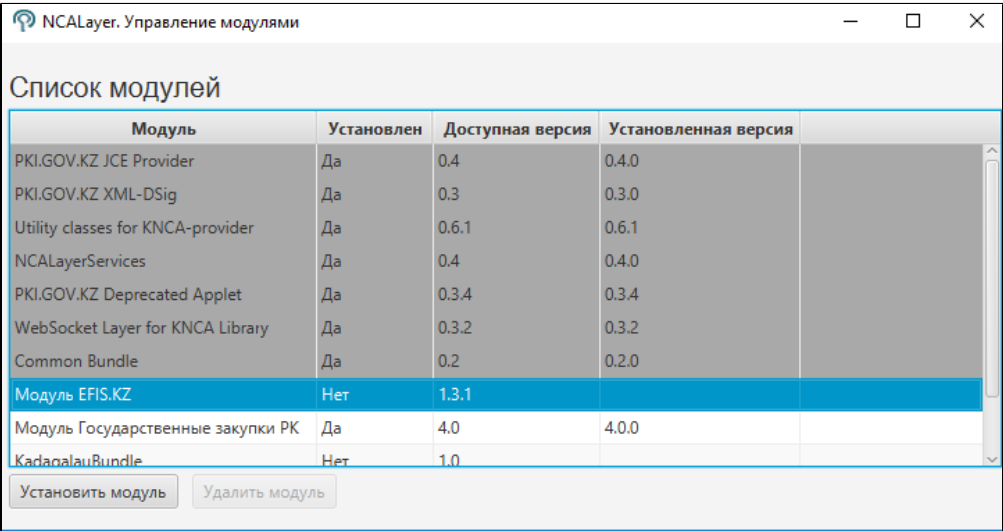 NCALayer. Управление модулями
Список модулей
Модуль Установлен Доступная версия Установленная версия
PKI.GOV.KZ JCE Provider Да 0.4 0.4.0
PKI.GOV.KZ XML-DSig Да 0.3 0.3.0
Utility classes for KNCA-provider Да 0.6.1 0.6.1
NCALayerServices Да 0.4 0.4.0
PKI.GOV.KZ Deprecated Applet Да 0.3.4 0.3.4
WebSocket Layer for KNCA Library Да 0.3.2 0.3.2
Common Bundle Да 0.2 0.2.0
Модуль EFIS.KZ Нет 1.3.1
Модуль Государственные закупки РК Да 4.0 4.0.0
KadagalauBundle Нет 1.0
Установить модуль Удалить модуль